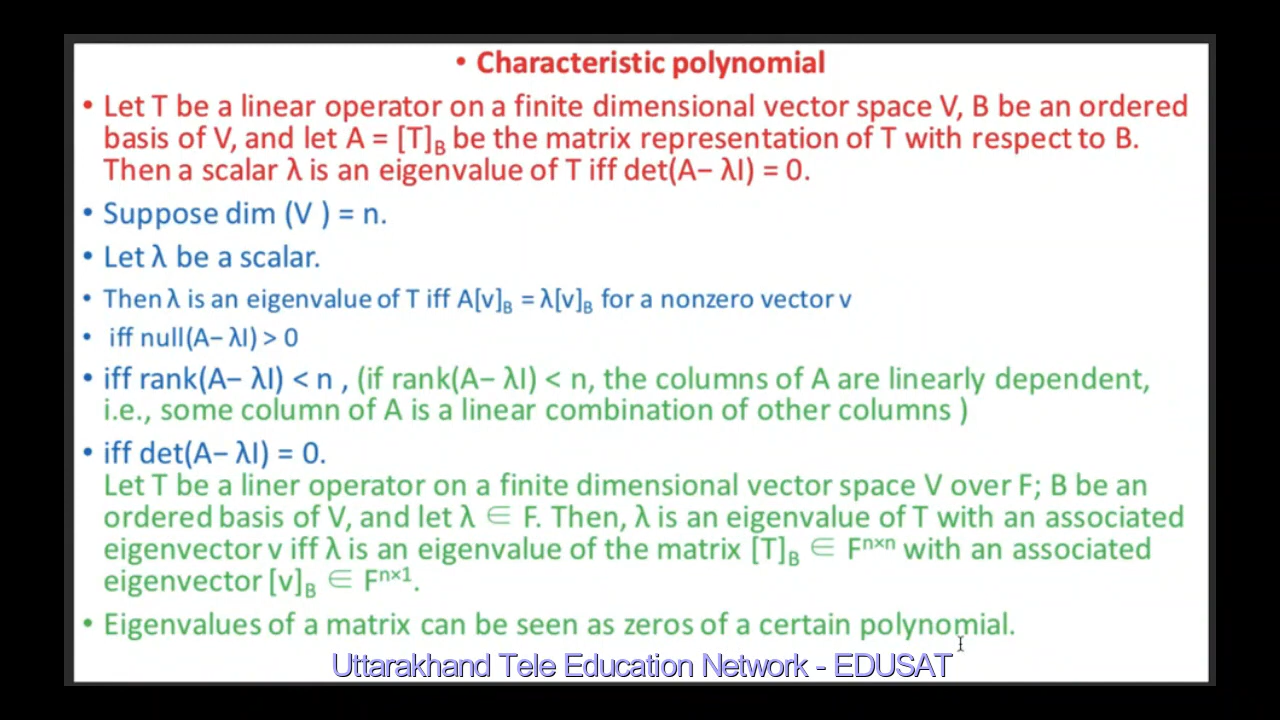 • Characteristic polynomial
• Let T be a linear operator on a finite dimensional vector space V, B be an ordered
basis of V, and let A = [T]B be the matrix representation of T with respect to B.
Then a scalar λ is an eigenvalue of T iff det(A− λI) = 0.
• Suppose dim (V ) = n.
• Let λ be a scalar.
• Then λ is an eigenvalue of T iff A[v]B = λ[v]B for a nonzero vector v
• iff null(A− λI) > 0
• iff rank(A− λI) < n , (if rank(A− λI) < n, the columns of A are linearly dependent,
i.e., some column of A is a linear combination of other columns )
• iff det(A− λI) = 0.
Let T be a liner operator on a finite dimensional vector space V over F; B be an
ordered basis of V, and let λ ∈ F. Then, λ is an eigenvalue of T with an associated
eigenvector v iff λ is an eigenvalue of the matrix [T]B ∈ Fⁿ×ⁿ with an associated
eigenvector [v]B ∈ Fⁿ×¹.
• Eigenvalues of a matrix can be seen as zeros of a certain polynomial.
Uttarakhand Tele Education Network - EDUSAT